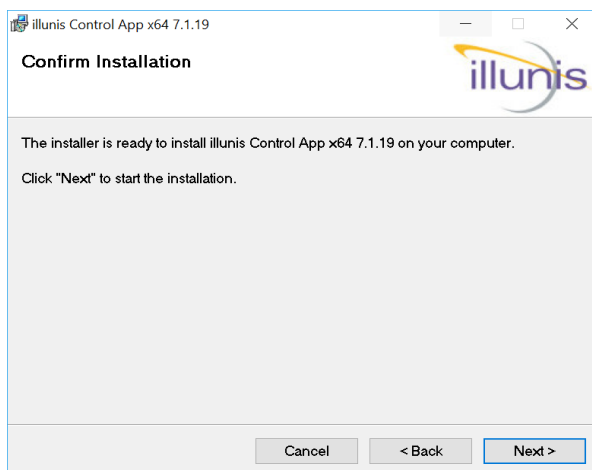 illunis Control App x64 7.1.19
Confirm Installation
illunis
The installer is ready to install illunis Control App x64 7.1.19 on your computer.
Click "Next" to start the installation.
Cancel
< Back
Next >